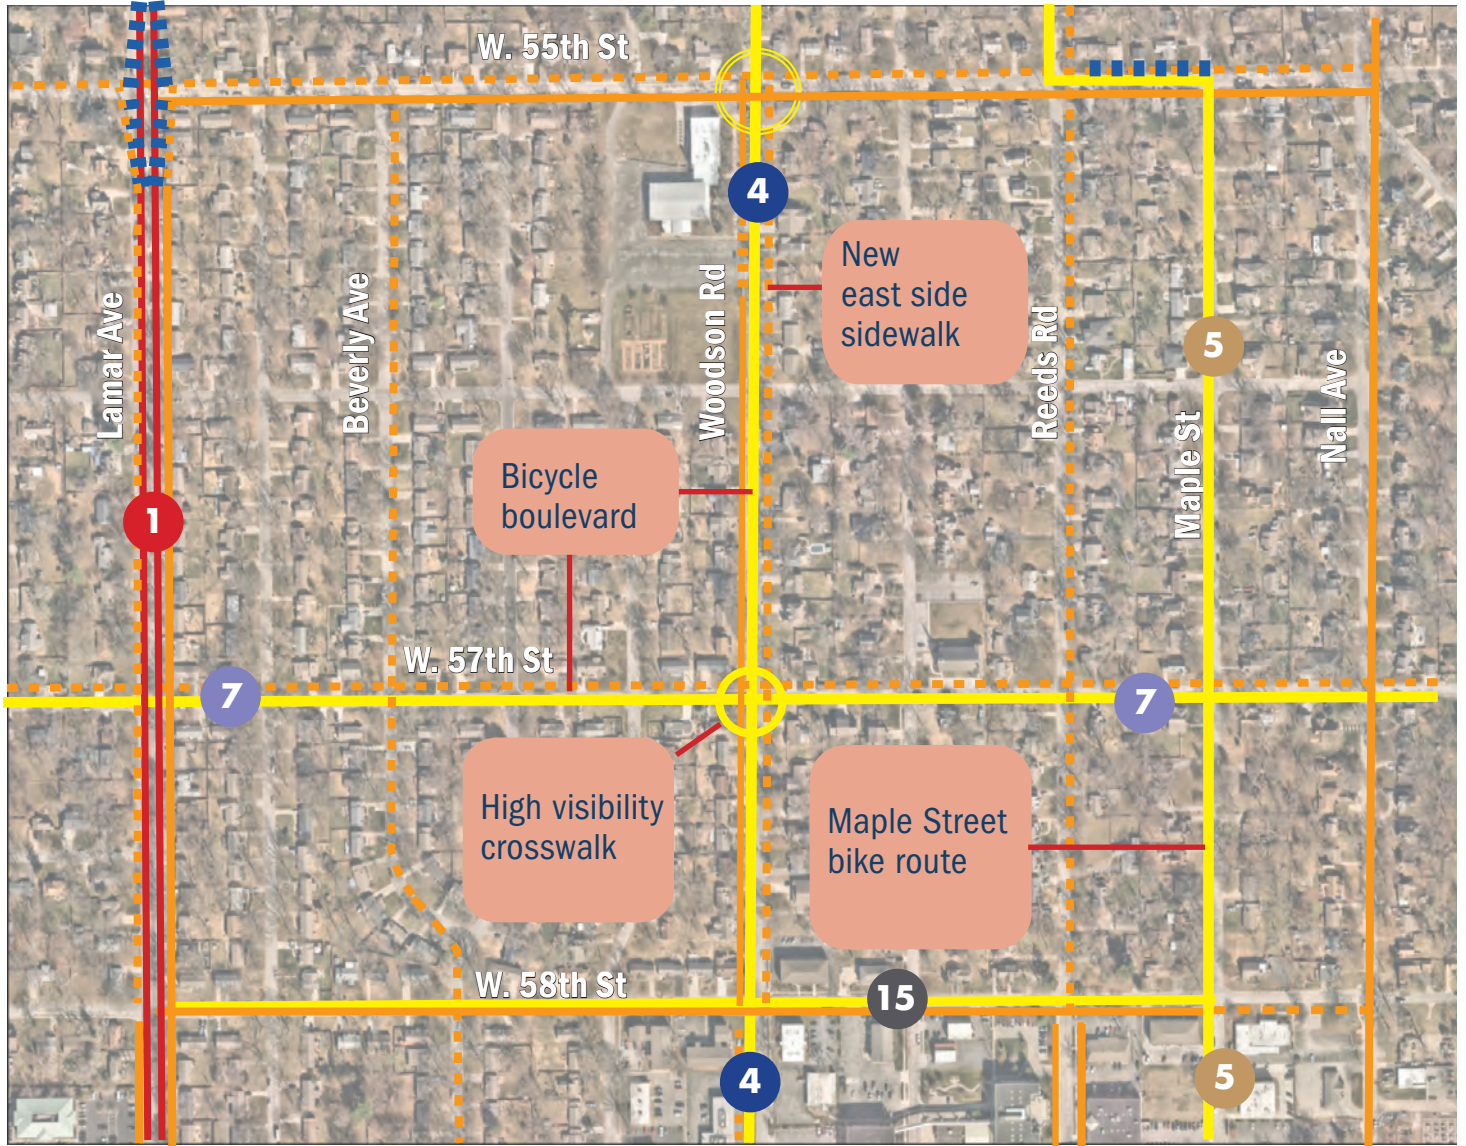 W. 55th St
4
New
east side
sidewalk
Lamar Ave
Beverly Ave
Woodson Rd
Reeds Rd
5
Maple St
Nall Ave
Bicycle
boulevard
1
W. 57th St
7
7
High visibility
crosswalk
Maple Street
bike route
W. 58th St
15
4
5